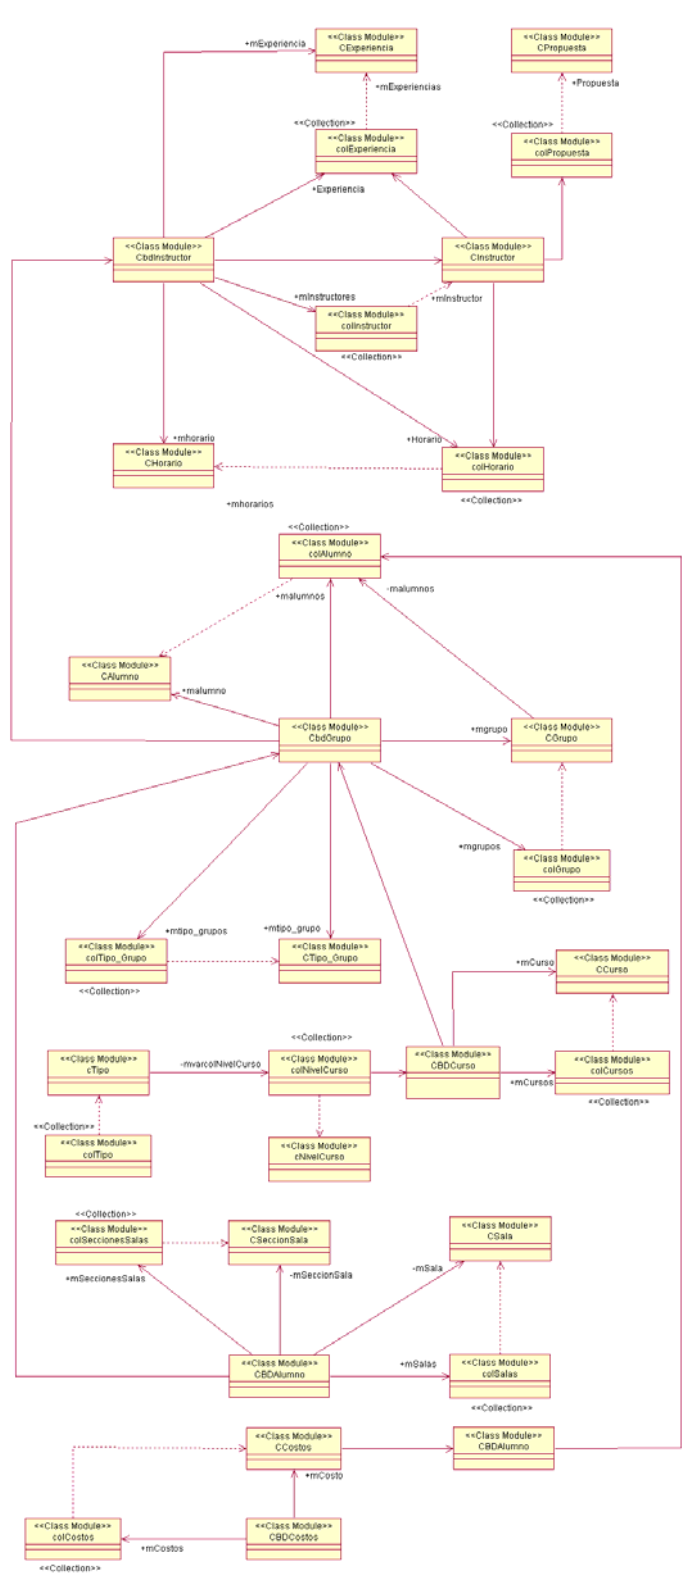 <<Class Module>>
CExperiencia
<<Class Module>>
CPropuesta
+mExperiencia
+mExperiencias
+Propuesta
<<Collection>>
<<Class Module>>
colExperiencia
<<Collection>>
<<Class Module>>
colPropuesta
+Experiencia
<<Class Module>>
CbdInstructor
<<Class Module>>
CInstructor
+mInstructores
+mInstructor
<<Class Module>>
colInstructor
<<Collection>>
+mhorario
+Horario
<<Class Module>>
CHorario
<<Class Module>>
colHorario
<<Collection>>
+mhorarios
<<Collection>>
<<Class Module>>
colAlumno
+malumnos
-malumnos
<<Class Module>>
CAlumno
+malumno
<<Class Module>>
CbdGrupo
+mgrupo
<<Class Module>>
CGrupo
+mgrupos
<<Class Module>>
colGrupo
<<Collection>>
+mtipo_grupos
+mtipo_grupo
<<Class Module>>
colTipo_Grupo
<<Collection>>
<<Class Module>>
CTipo_Grupo
+mCurso
<<Class Module>>
CCurso
<<Collection>>
<<Class Module>>
cTipo
-mvarcolNivelCurso
<<Class Module>>
colNivelCurso
<<Class Module>>
CBDCurso
+mCursos
<<Class Module>>
colCursos
<<Collection>>
<<Collection>>
<<Class Module>>
colTipo
<<Class Module>>
cNivelCurso
<<Collection>>
<<Class Module>>
colSeccionesSalas
<<Class Module>>
CSeccionSala
<<Class Module>>
CSala
+mSeccionesSalas
-mSeccionSala
-mSala
<<Class Module>>
CBDAlumno
+mSalas
<<Class Module>>
colSalas
<<Collection>>
<<Class Module>>
CCostos
<<Class Module>>
CBDAlumno
+mCosto
<<Class Module>>
colCostos
<<Collection>>
+mCostos
<<Class Module>>
CBDCostos